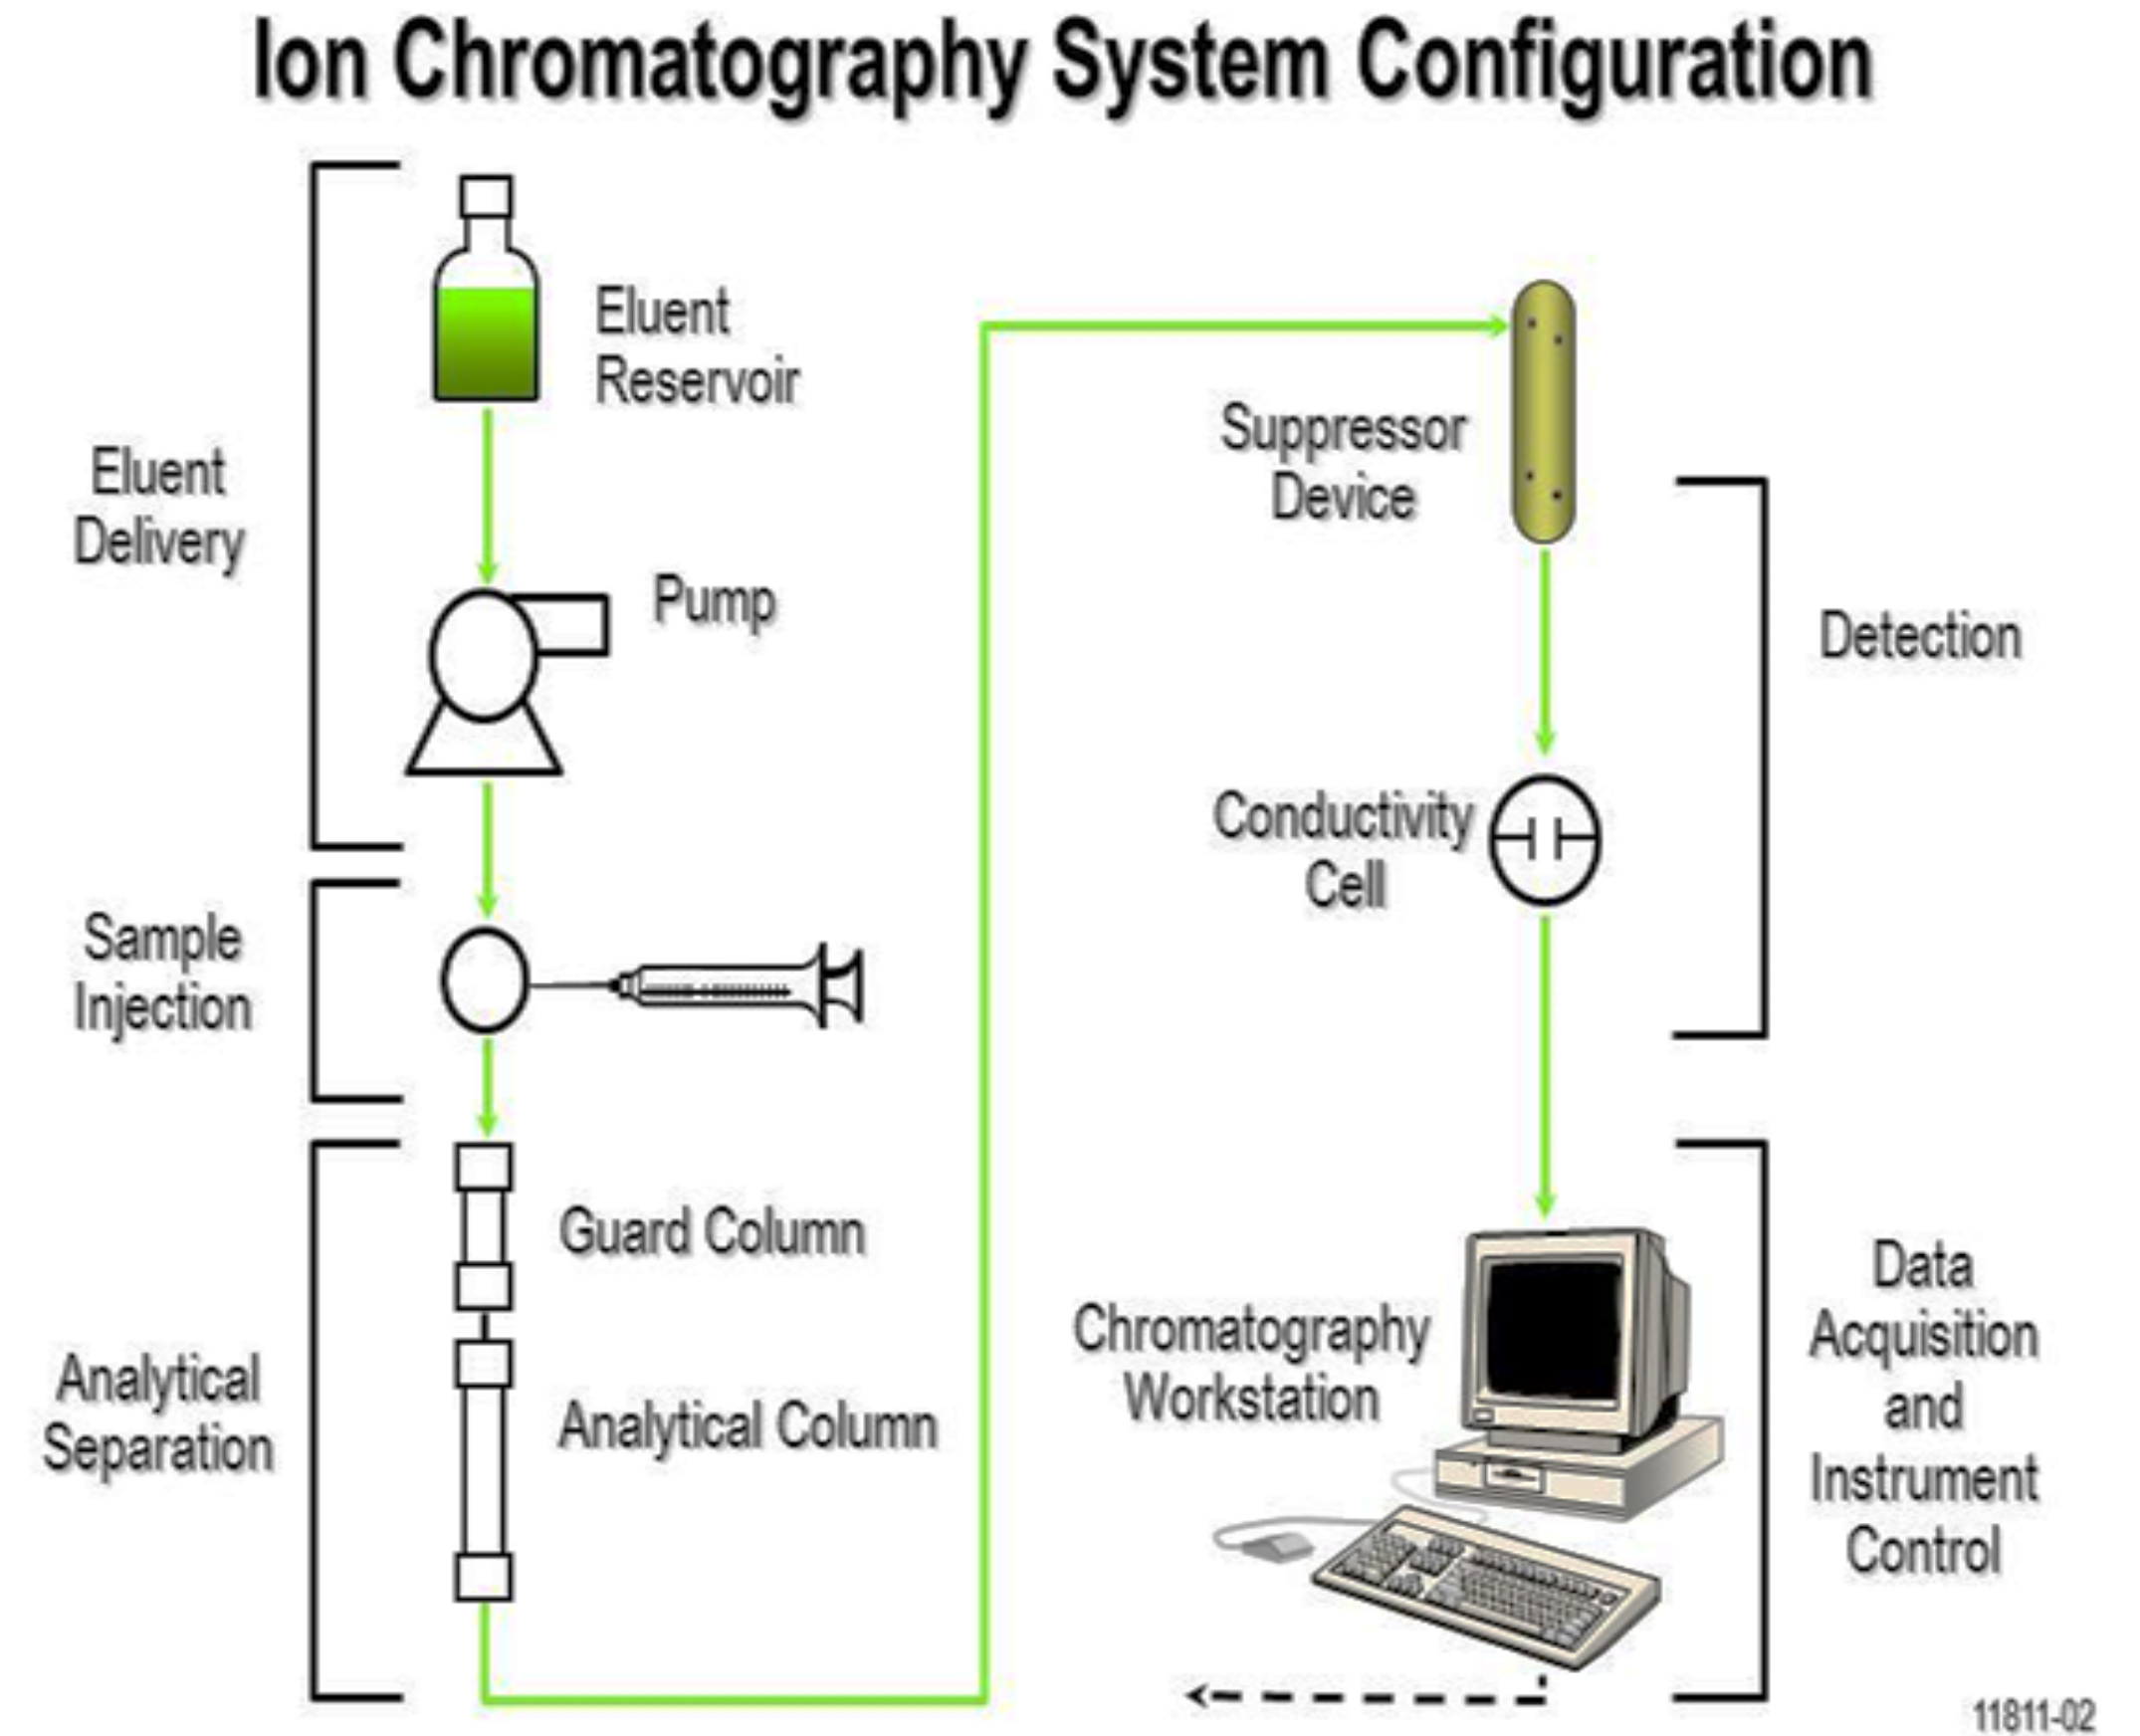 Ion Chromatography System Configuration
Eluent
Delivery
Eluent
Reservoir
Pump
Sample
Injection
Analytical
Separation
Guard Column
Analytical Column
Suppressor
Device
Conductivity
Cell
Detection
Chromatography
Workstation
Data
Acquisition
and
Instrument
Control
11811-02